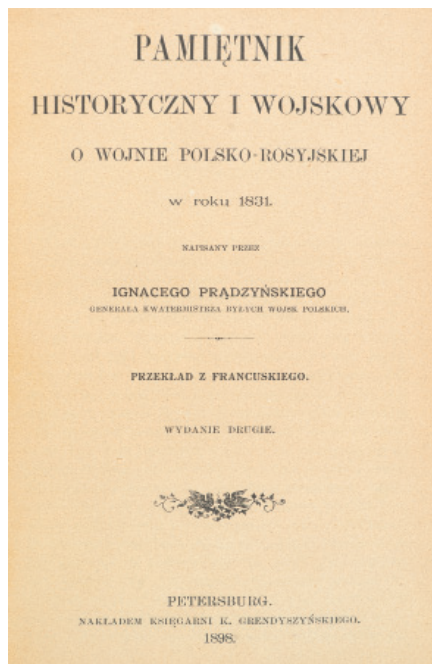 PAMIĘTNIK
HISTORYCZNY I WOJSKOWY
O WOJNIE POLSKO-ROSYJSKIEJ
w roku 1831.
NAPISANY PRZEZ
IGNACEGO PRĄDZYŃSKIEGO
GENERAŁA KWATERMISTRZA BYŁYCH WOJSK POLSKICH.
PRZEKŁAD Z FRANCUSKIEGO.
WYDANIE DRUGIE.
PETERSBURG.
NAKŁADEM KSIĘGARNI K. GRENDYSZYŃSKIEGO.
1898.